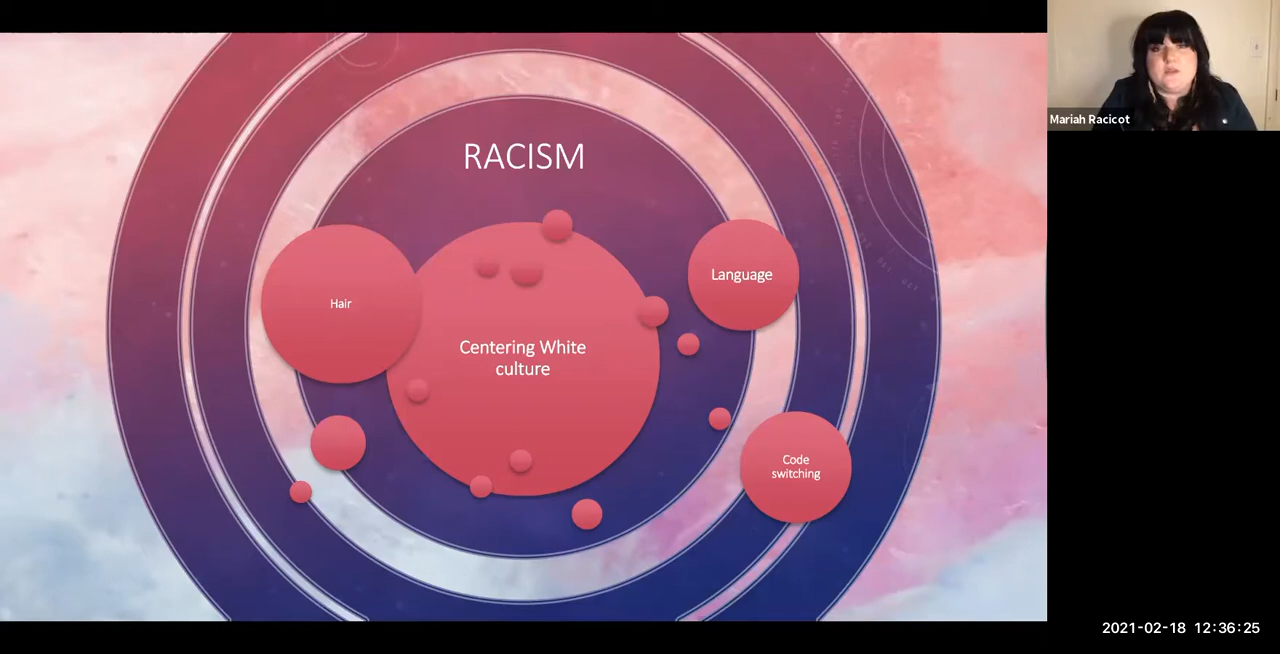 RACISM
Hair
Centering White
culture
Language
Code
switching
Mariah Racicot
2021-02-18 12:36:25